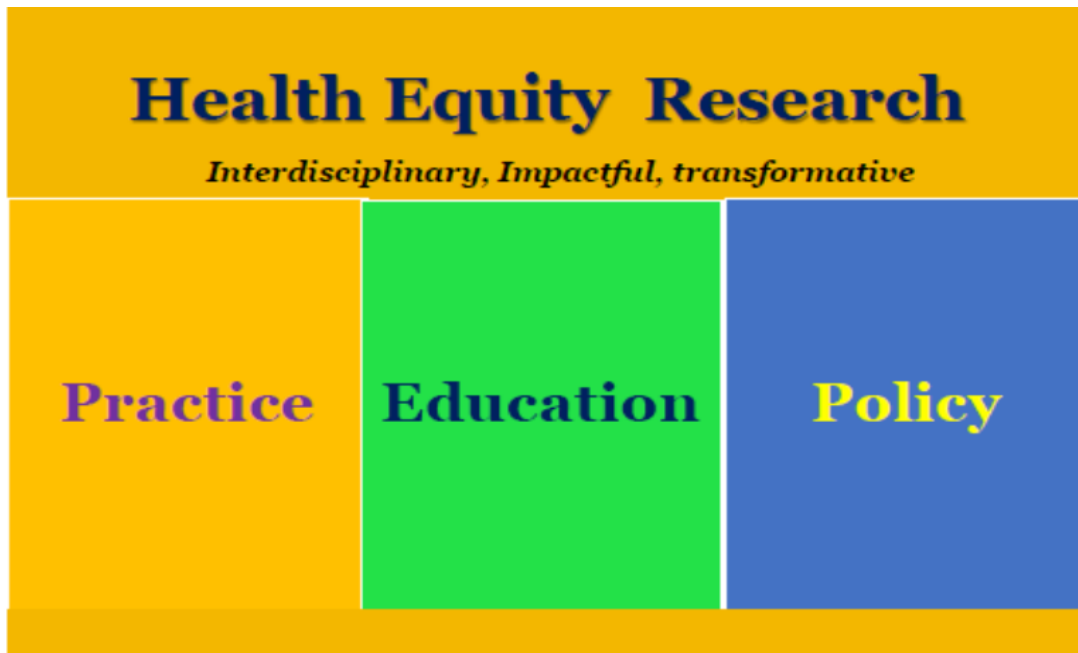 Health Equity Research
Interdisciplinary, Impactful, transformative
Practice
Education
Policy